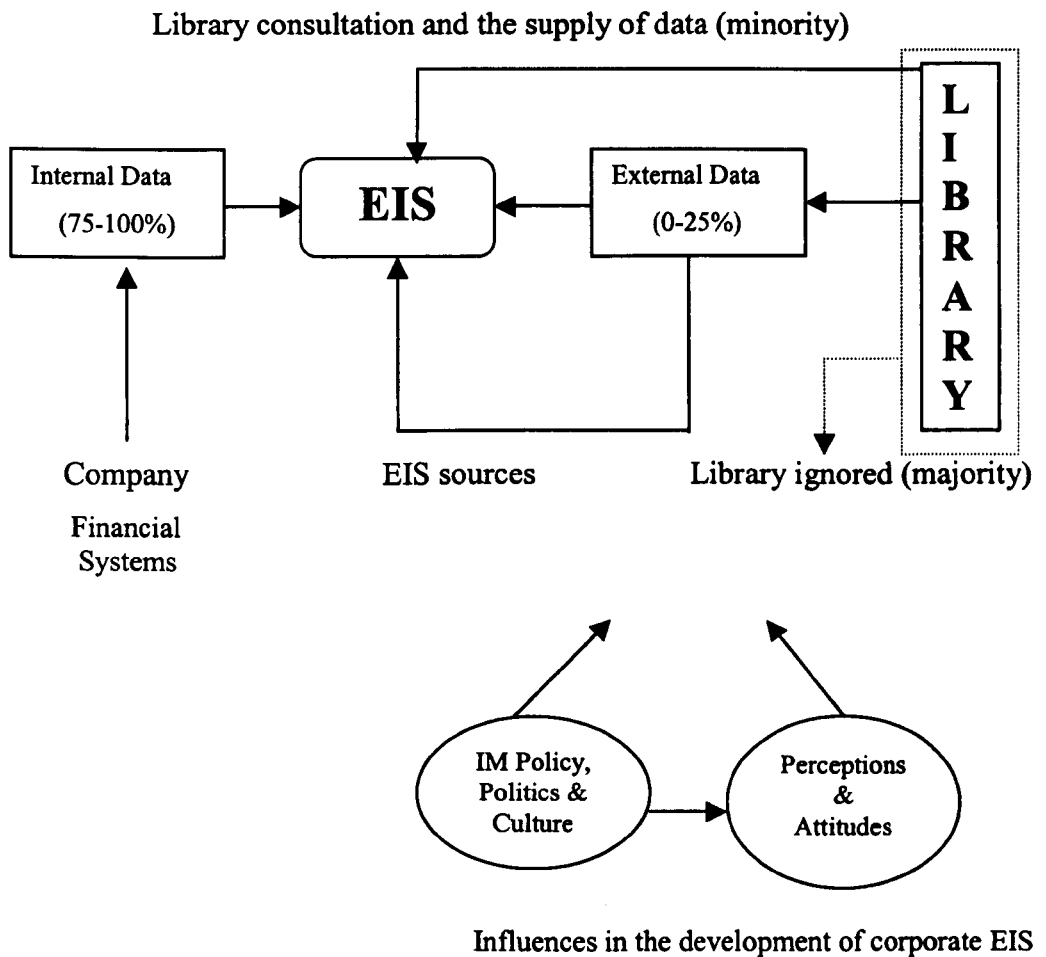 Library consultation and the supply of data (minority)
Internal Data
(75-100%)
EIS
External Data
(0-25%)
L
I
B
R
A
R
Y
Company
Financial
Systems
EIS sources
Library ignored (majority)
IM Policy,
Politics &
Culture
Perceptions
&
Attitudes
Influences in the development of corporate EIS